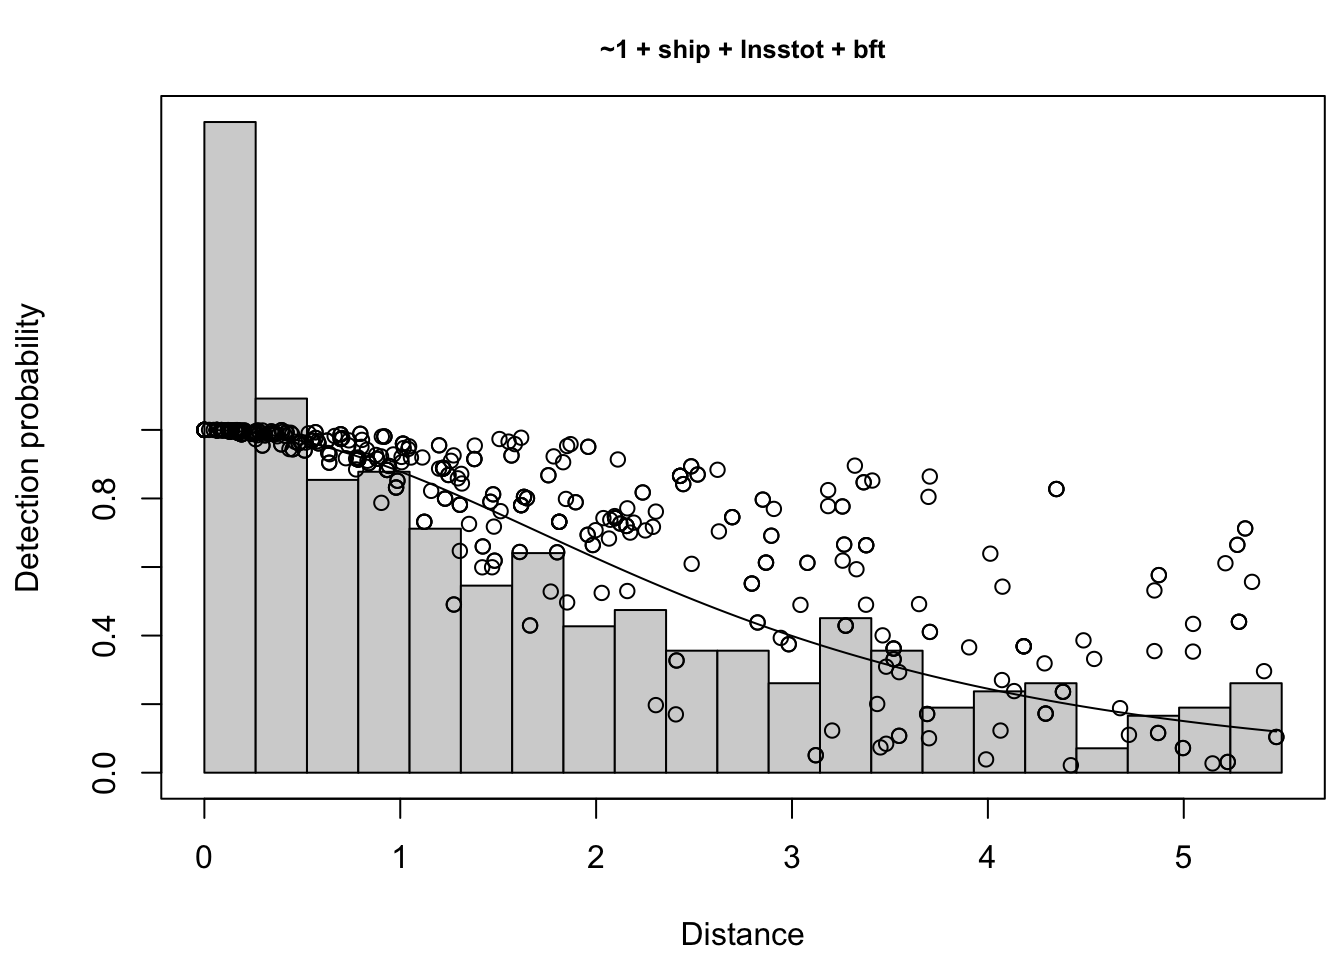 ~1 + ship + lnsstot + bft
Detection probability
0.8
0.4
0.0
0 1 2 3 4 5
Distance